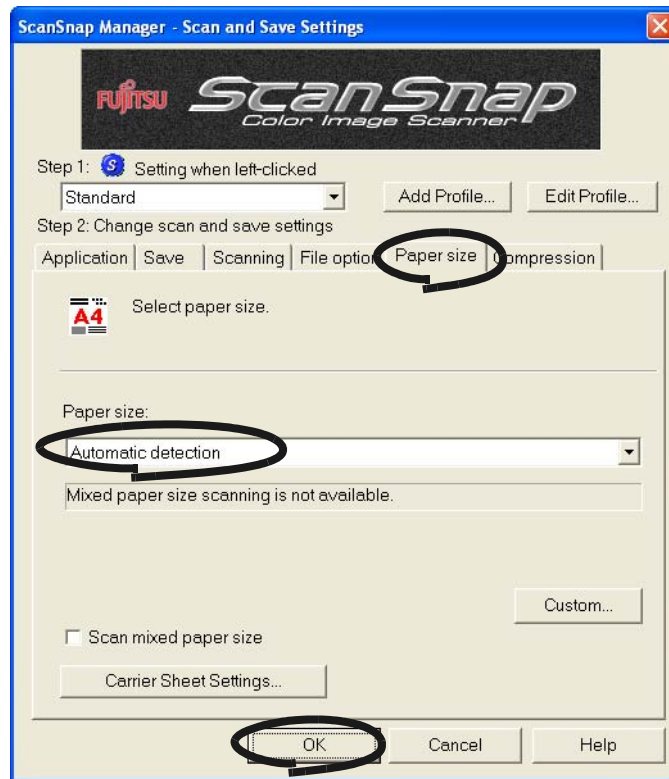 ScanSnap Manager - Scan and Save Settings
FUJITSU ScanSnap
Color Image Scanner
Step 1: S Setting when left-clicked
Standard Add Profile... Edit Profile...
Step 2: Change scan and save settings
Application Save Scanning File option Paper size Compression
A4 Select paper size.
Paper size:
Automatic detection
Mixed paper size scanning is not available.
Custom...
Scan mixed paper size
Carrier Sheet Settings...
OK Cancel Help